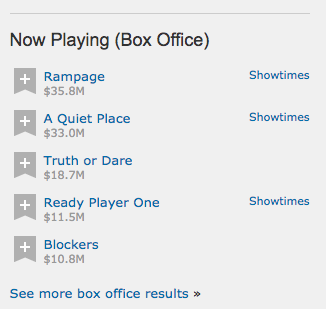 Now Playing (Box Office)
Rampage Showtimes
$35.8M
A Quiet Place Showtimes
$33.0M
Truth or Dare
$18.7M
Ready Player One Showtimes
$11.5M
Blockers
$10.8M
See more box office results »